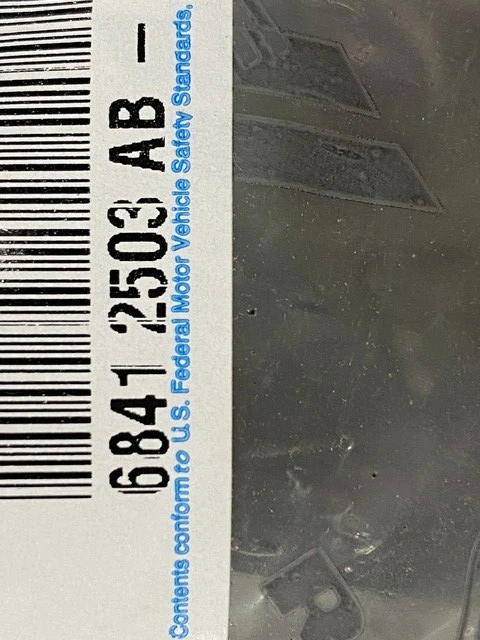 6841 2503 AB –
Contents conform to U.S. Federal Motor Vehicle Safety Standards,